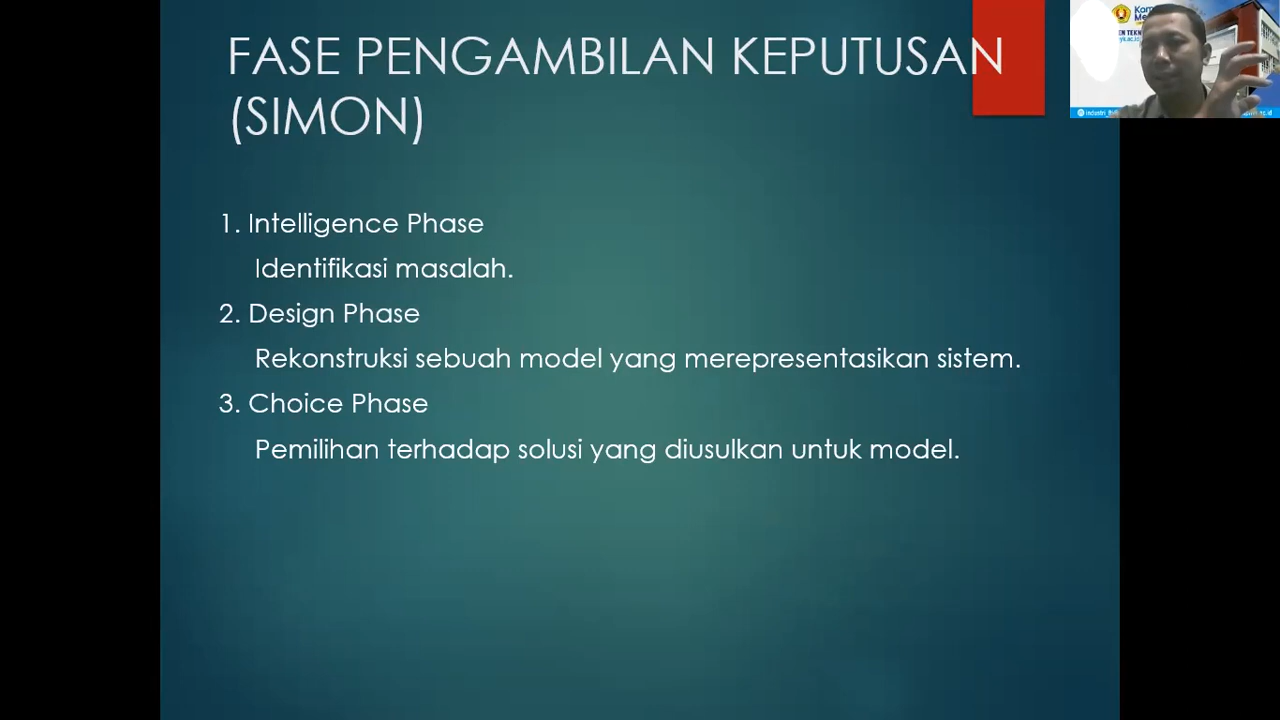 FASE PENGAMBILAN KEPUTUSAN
(SIMON)
1. Intelligence Phase
Identifikasi masalah.
2. Design Phase
Rekonstruksi sebuah model yang merepresentasikan sistem.
3. Choice Phase
Pemilihan terhadap solusi yang diusulkan untuk model.